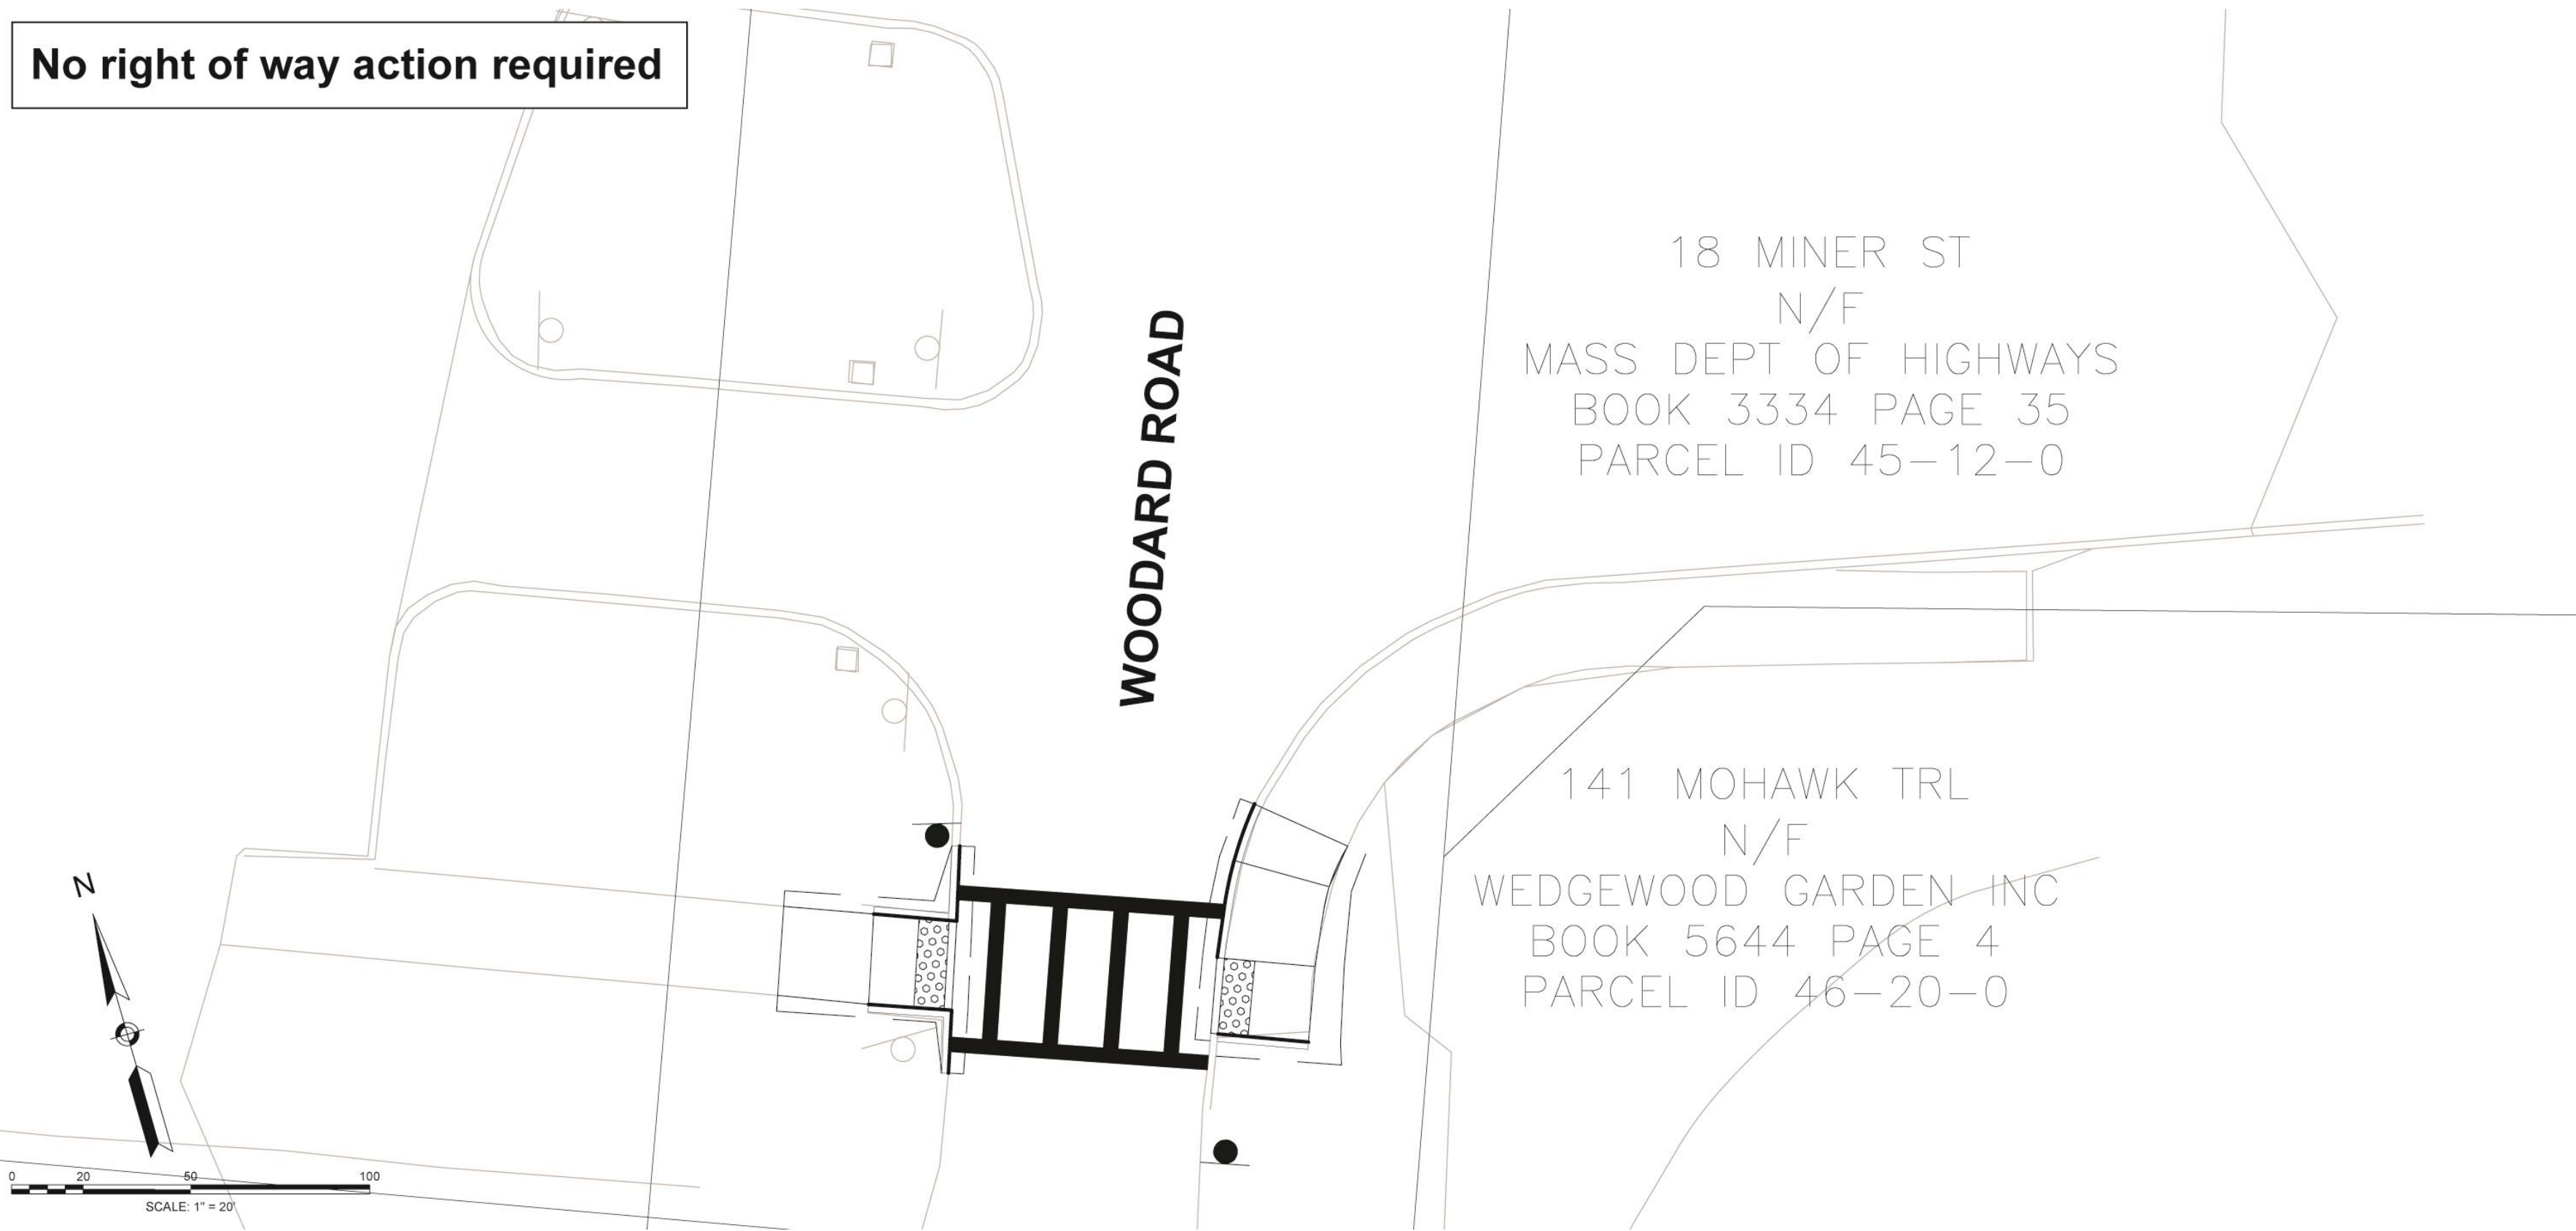 No right of way action required
WOODARD ROAD
18 MINER ST
N/F
MASS DEPT OF HIGHWAYS
BOOK 3334 PAGE 35
PARCEL ID 45-12-0
141 MOHAWK TRL
N/F
WEDGEWOOD GARDEN INC
BOOK 5644 PAGE 4
PARCEL ID 46-20-0
N
0 20 50 100
SCALE: 1" = 20'